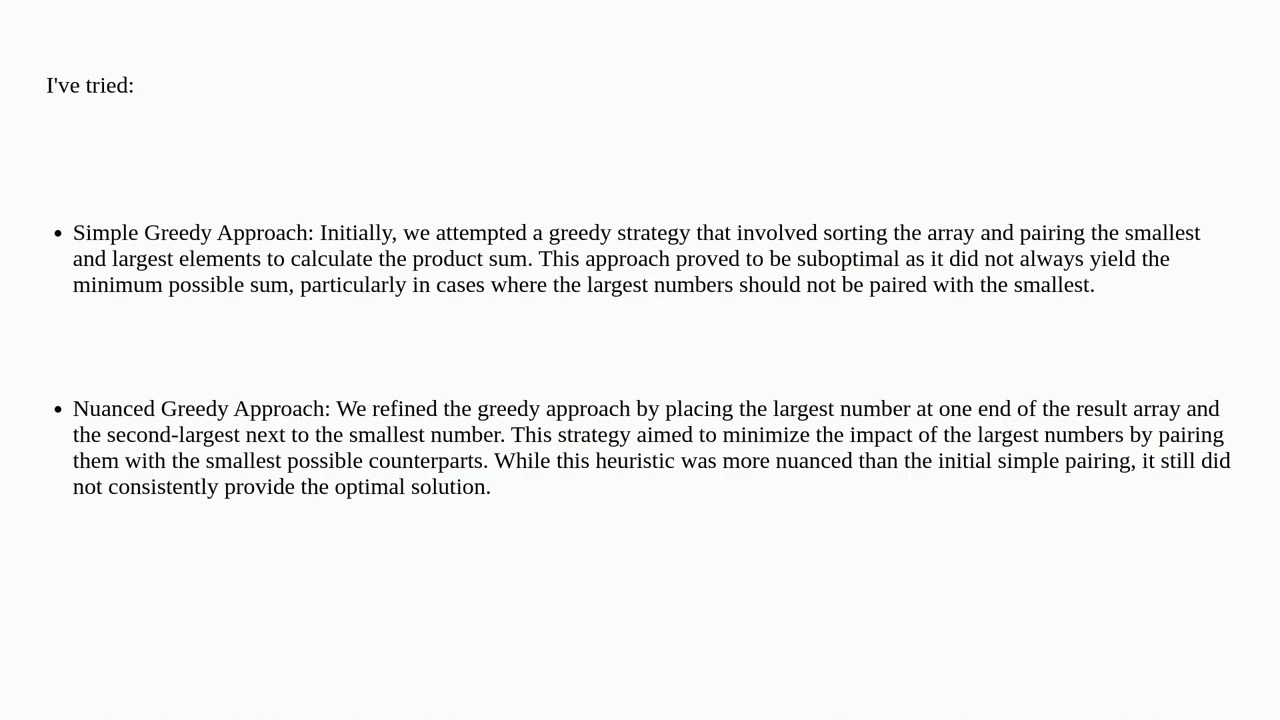 I've tried:
• Simple Greedy Approach: Initially, we attempted a greedy strategy that involved sorting the array and pairing the smallest
and largest elements to calculate the product sum. This approach proved to be suboptimal as it did not always yield the
minimum possible sum, particularly in cases where the largest numbers should not be paired with the smallest.
• Nuanced Greedy Approach: We refined the greedy approach by placing the largest number at one end of the result array and
the second-largest next to the smallest number. This strategy aimed to minimize the impact of the largest numbers by pairing
them with the smallest possible counterparts. While this heuristic was more nuanced than the initial simple pairing, it still did
not consistently provide the optimal solution.